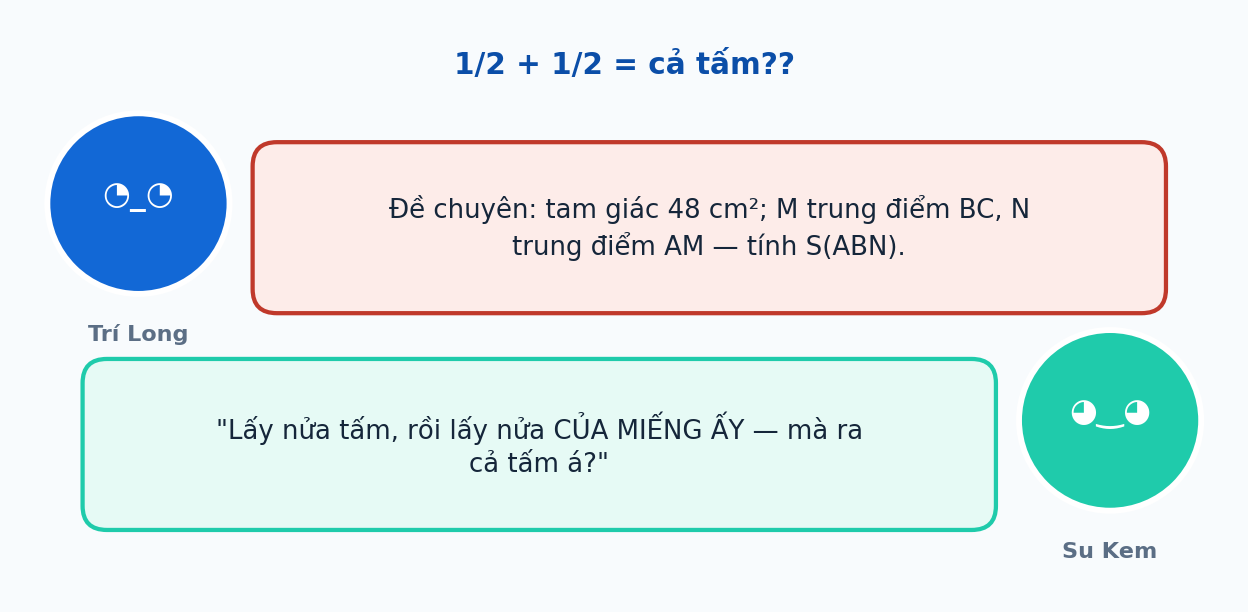 1/2 + 1/2 = cả tấm??
◔_◔
Đề chuyên: tam giác 48 cm²; M trung điểm BC, N
trung điểm AM — tính S(ABN).
Trí Long
"Lấy nửa tấm, rồi lấy nửa CỦA MIẾNG ẤY — mà ra
cả tấm á?"
◕‿◕
Su Kem